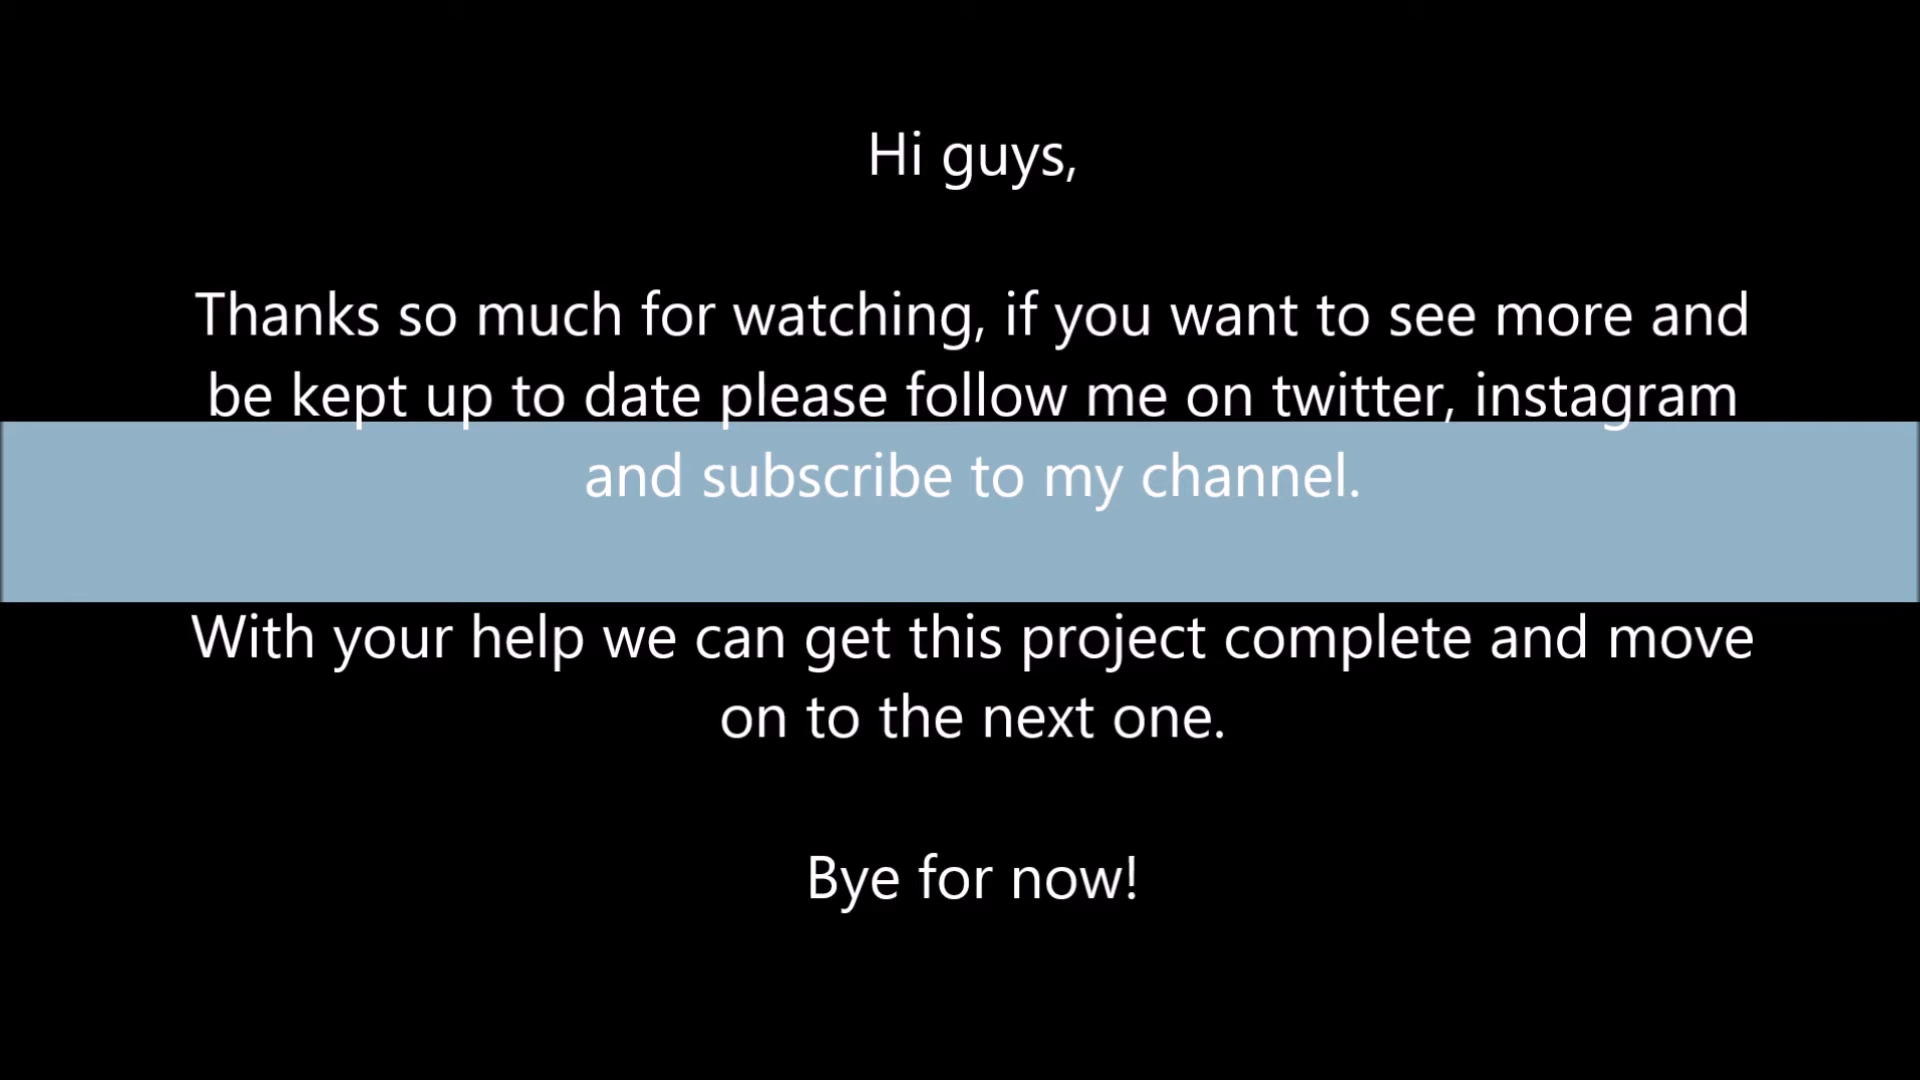 Hi guys,
Thanks so much for watching, if you want to see more and
be kept up to date please follow me on twitter, instagram
and subscribe to my channel.
With your help we can get this project complete and move
on to the next one.
Bye for now!